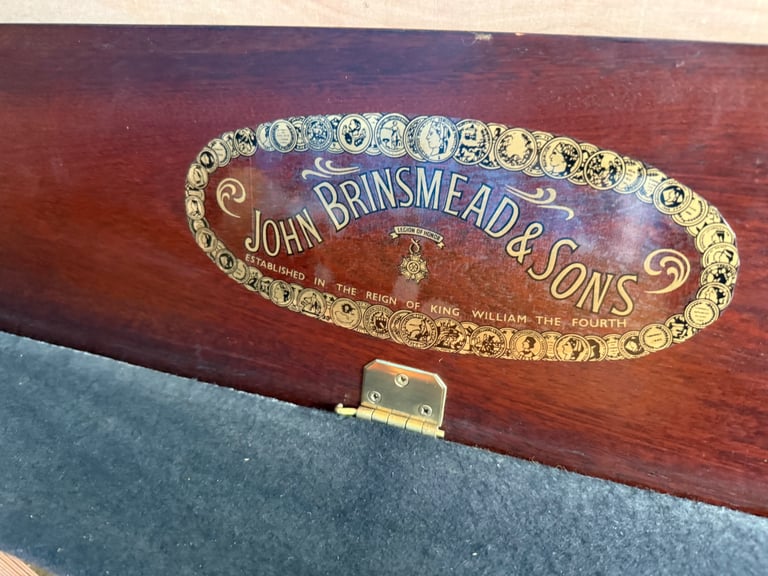 JOHN BRINSMEAD & SONS
LEGION OF HONOR
ESTABLISHED IN THE REIGN OF KING WILLIAM THE FOURTH